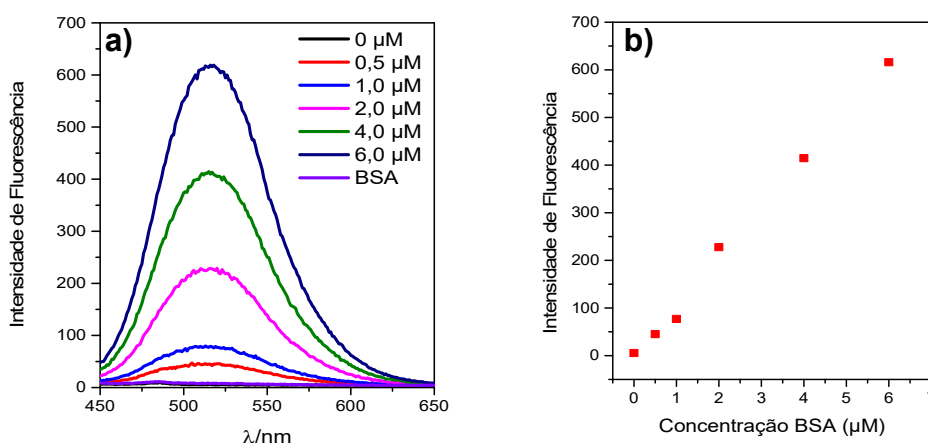 a)
700
600
500
400
300
200
100
0
450
500
550
600
650
Intensidade de Fluorescência
λ/nm
0 µM
0,5 µM
1,0 µM
2,0 µM
4,0 µM
6,0 µM
BSA
b)
700
600
500
400
300
200
100
0
0
1
2
3
4
5
6
Intensidade de Fluorescência
Concentração BSA (µM)